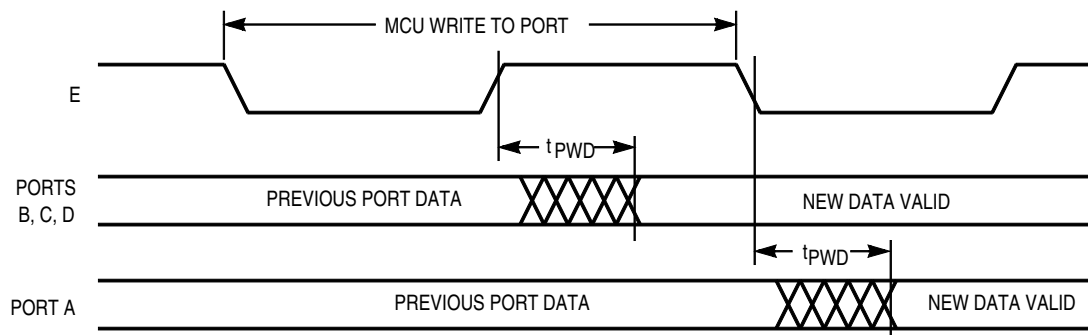 MCU WRITE TO PORT
E
tPWD
PORTS
B, C, D
PREVIOUS PORT DATA
NEW DATA VALID
tPWD
PORT A
PREVIOUS PORT DATA
NEW DATA VALID